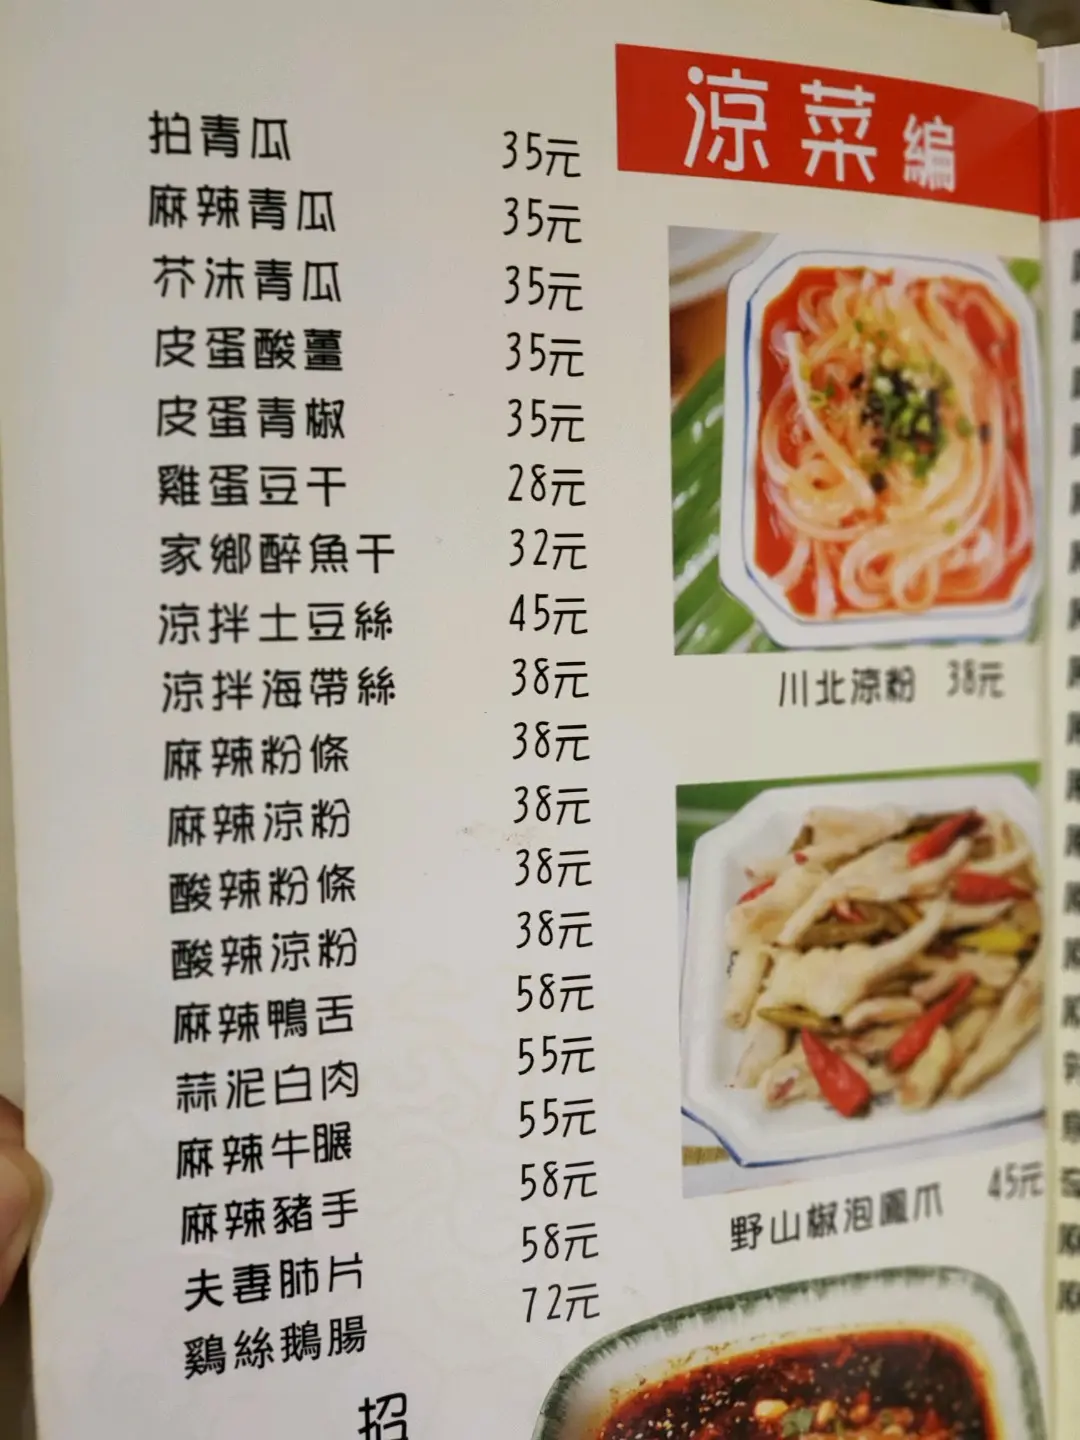 涼菜編
拍青瓜 35元
麻辣青瓜 35元
芥沫青瓜 35元
皮蛋酸薑 35元
皮蛋青椒 35元
雞蛋豆干 28元
家鄉醉魚干 32元
涼拌土豆絲 45元
涼拌海帶絲 38元
麻辣粉條 38元
麻辣涼粉 38元
酸辣粉條 38元
酸辣涼粉 38元
麻辣鴨舌 58元
蒜泥白肉 55元
麻辣牛𦟌 55元
麻辣豬手 58元
夫妻肺片 58元
鷄絲鵝腸 72元
招
川北涼粉 38元
野山椒泡鳳爪 45元